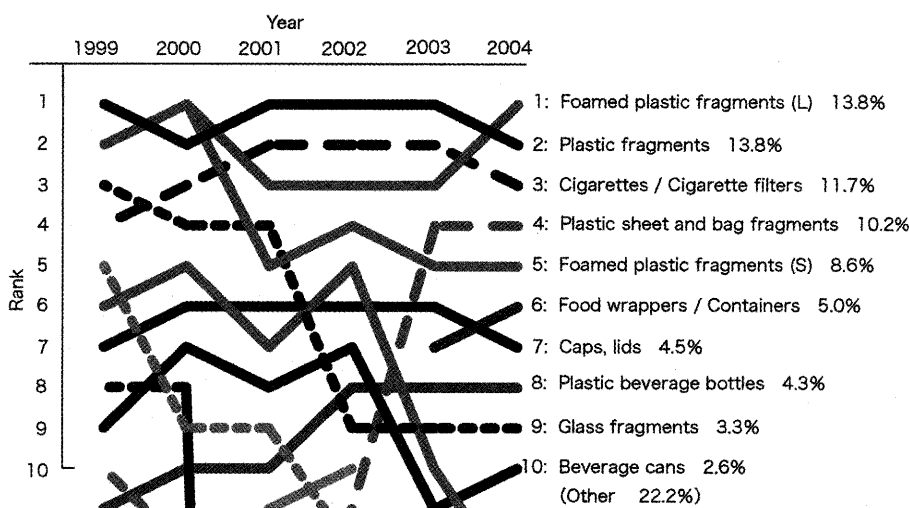 Year
1999 2000 2001 2002 2003 2004
Rank
1
2
3
4
5
6
7
8
9
10
1: Foamed plastic fragments (L) 13.8%
2: Plastic fragments 13.8%
3: Cigarettes / Cigarette filters 11.7%
4: Plastic sheet and bag fragments 10.2%
5: Foamed plastic fragments (S) 8.6%
6: Food wrappers / Containers 5.0%
7: Caps, lids 4.5%
8: Plastic beverage bottles 4.3%
9: Glass fragments 3.3%
10: Beverage cans 2.6%
(Other 22.2%)